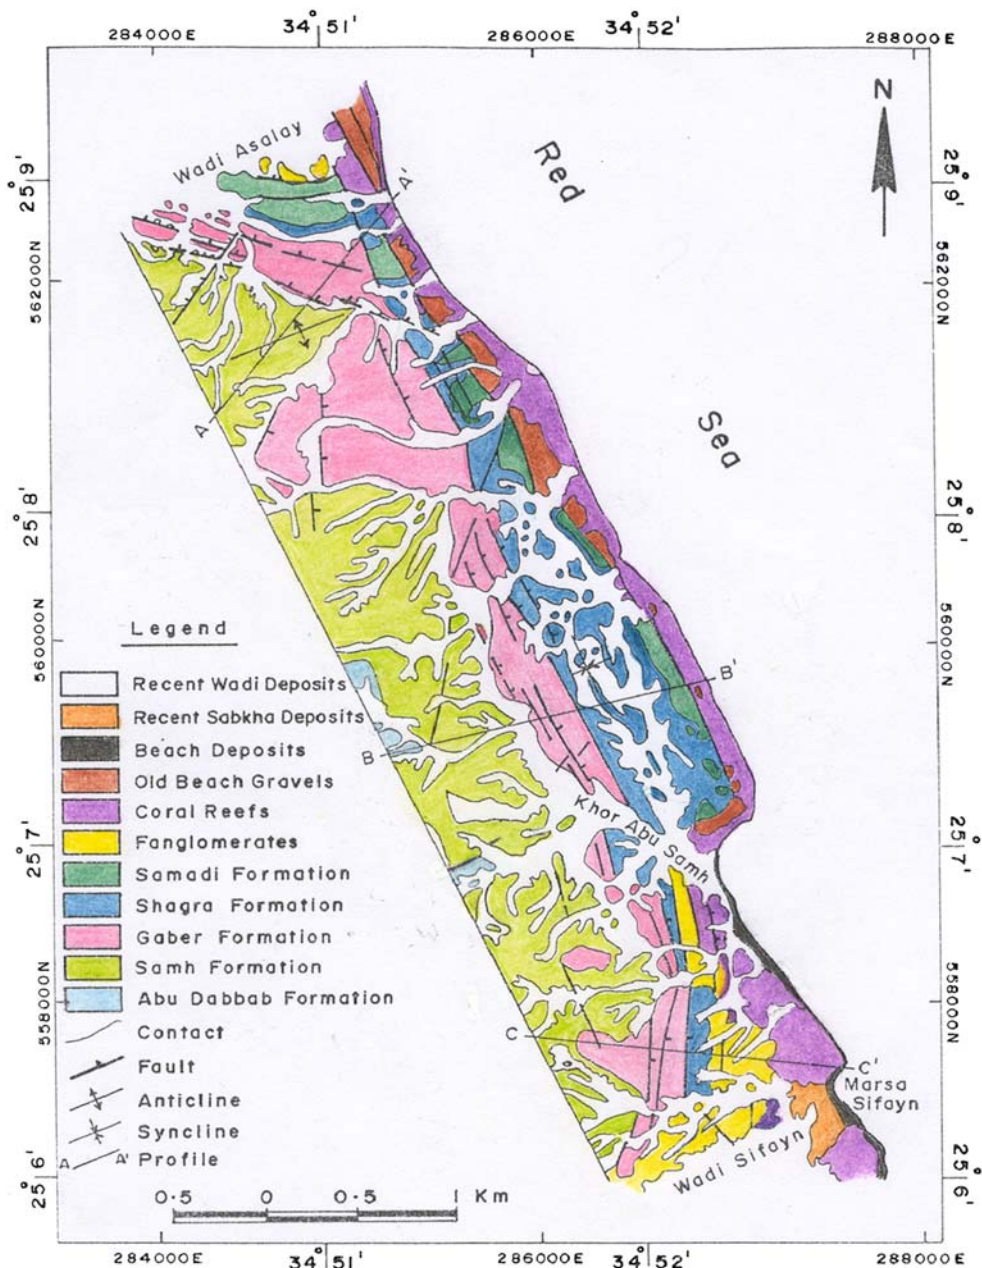 34°51' 34°52'
284000E 286000E 288000E
N
Wadi Asalay
Red
25°9' 25°9'
A'
562000N 562000N
Sea
A
25°8' 25°8'
560000N 560000N
B'
B
Legend
Recent Wadi Deposits
Recent Sabkha Deposits
Beach Deposits
Old Beach Gravels
Coral Reefs
Fanglomerates
Samadi Formation
Shagra Formation
Gaber Formation
Samh Formation
Abu Dabbab Formation
Contact
Fault
Anticline
Syncline
A A' Profile
Khor Abu Samh
25°7' 25°7'
558000N 558000N
C
C'
Marsa
Sifayn
Wadi Sifayn
25°6' 25°6'
0.5 0 0.5 1 Km
284000E 286000E 288000E
34°51' 34°52'